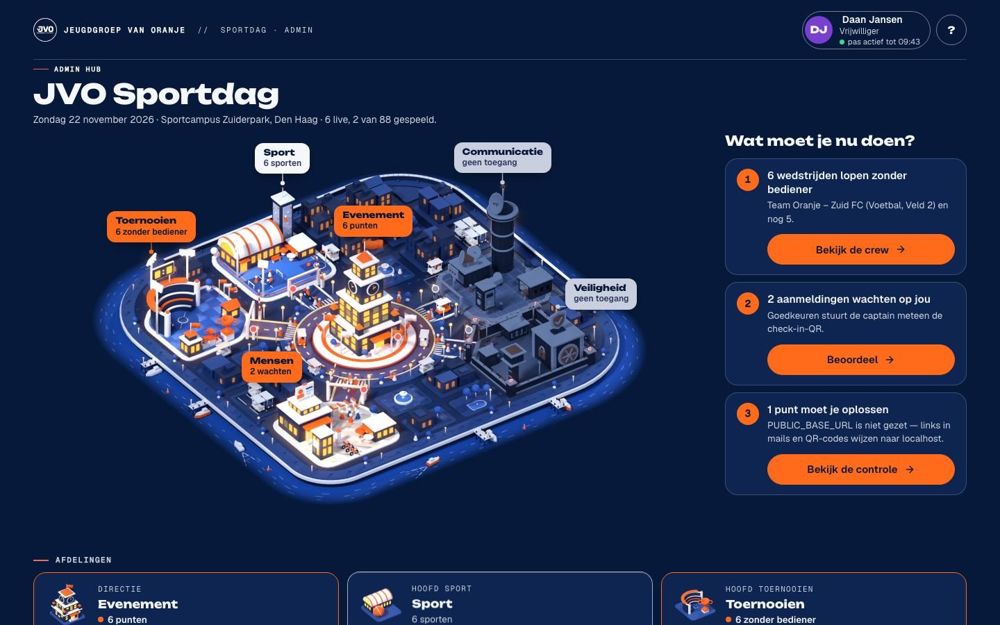 JVO JEUGDGROEP VAN ORANJE // SPORTDAG · ADMIN
DJ
Daan Jansen
Vrijwilliger
pas actief tot 09:43
?
ADMIN HUB
JVO Sportdag
Zondag 22 november 2026 · Sportcampus Zuiderpark, Den Haag · 6 live, 2 van 88 gespeeld.
Sport
6 sporten
Communicatie
geen toegang
Toernooien
6 zonder bediener
Evenement
6 punten
Veiligheid
geen toegang
Mensen
2 wachten
Wat moet je nu doen?
1
6 wedstrijden lopen zonder
bediener
Team Oranje – Zuid FC (Voetbal, Veld 2) en
nog 5.
Bekijk de crew →
2
2 aanmeldingen wachten op jou
Goedkeuren stuurt de captain meteen de
check-in-QR.
Beoordeel →
3
1 punt moet je oplossen
PUBLIC_BASE_URL is niet gezet — links in
mails en QR-codes wijzen naar localhost.
Bekijk de controle →
AFDELINGEN
DIRECTIE
Evenement
6 punten
HOOFD SPORT
Sport
6 sporten
HOOFD TOERNOOIEN
Toernooien
6 zonder bediener